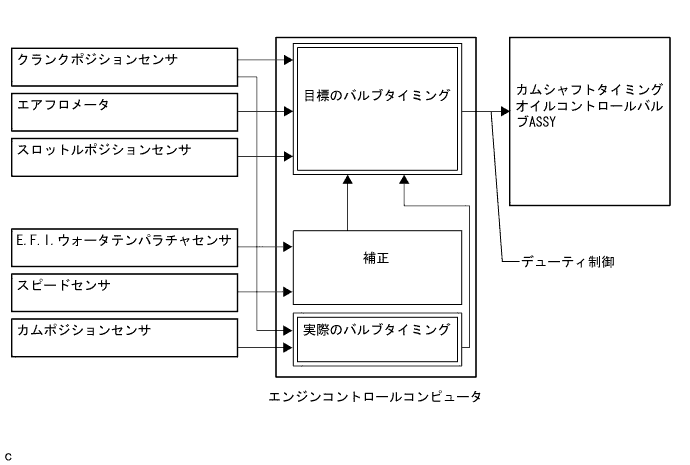 クランクポジションセンサ
エアフロメータ
スロットルポジションセンサ
E.F.I.ウォータテンパラチャセンサ
スピードセンサ
カムポジションセンサ
目標のバルブタイミング
補正
実際のバルブタイミング
エンジンコントロールコンピュータ
カムシャフトタイミング
オイルコントロールバル
ブASSY
デューティ制御
c